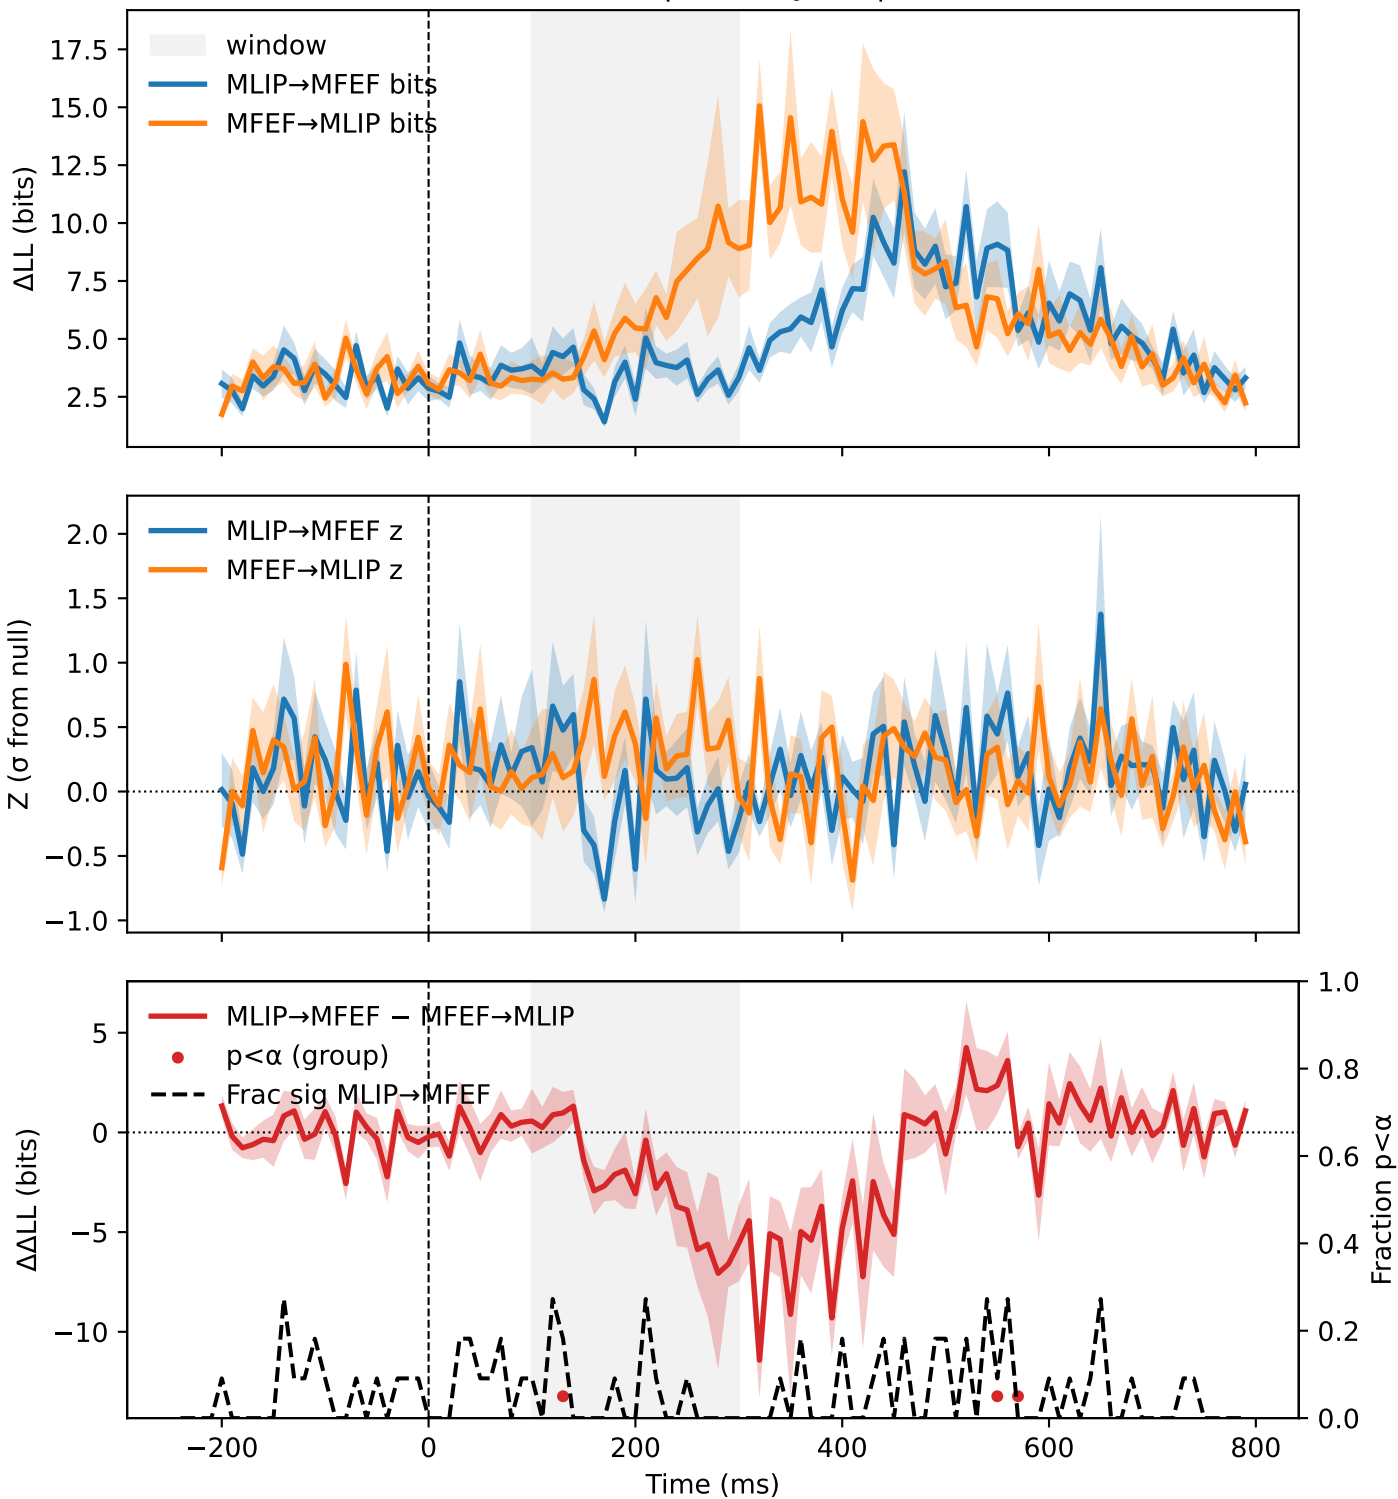 17.5
15.0
12.5
10.0
7.5
5.0
2.5
ΔLL (bits)
window
MLIP→MFEF bits
MFEF→MLIP bits
2.0
1.5
1.0
0.5
0.0
−0.5
−1.0
Z (σ from null)
MLIP→MFEF z
MFEF→MLIP z
5
0
−5
−10
ΔΔLL (bits)
MLIP→MFEF − MFEF→MLIP
p<α (group)
Frac sig MLIP→MFEF
1.0
0.8
0.6
0.4
0.2
0.0
Fraction p<α
−200
0
200
400
600
800
Time (ms)